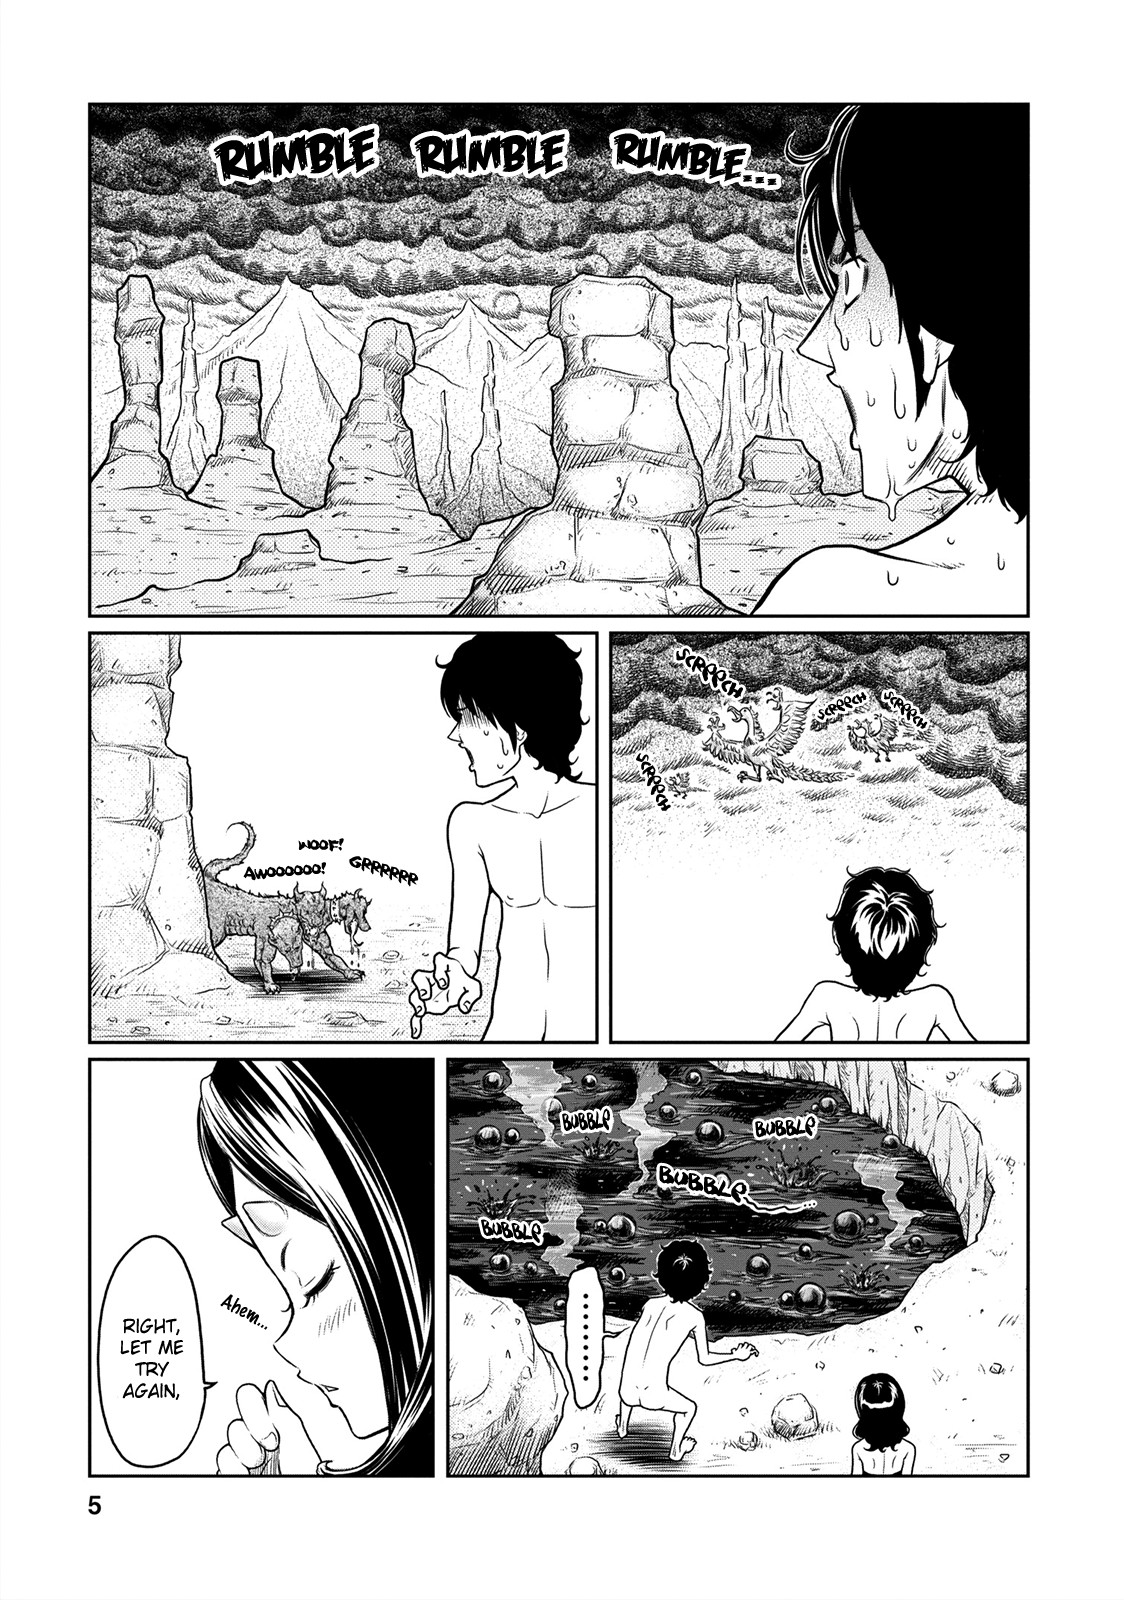 RUMBLE RUMBLE RUMBLE...
SCREECH
SCREECH
SCREECH
SCREECH
WOOF!
AWOOOOOO!
GRRRRRR
BUBBLE
BUBBLE
BUBBLE
BUBBLE
.........
Ahem...
RIGHT,
LET ME
TRY
AGAIN,
5